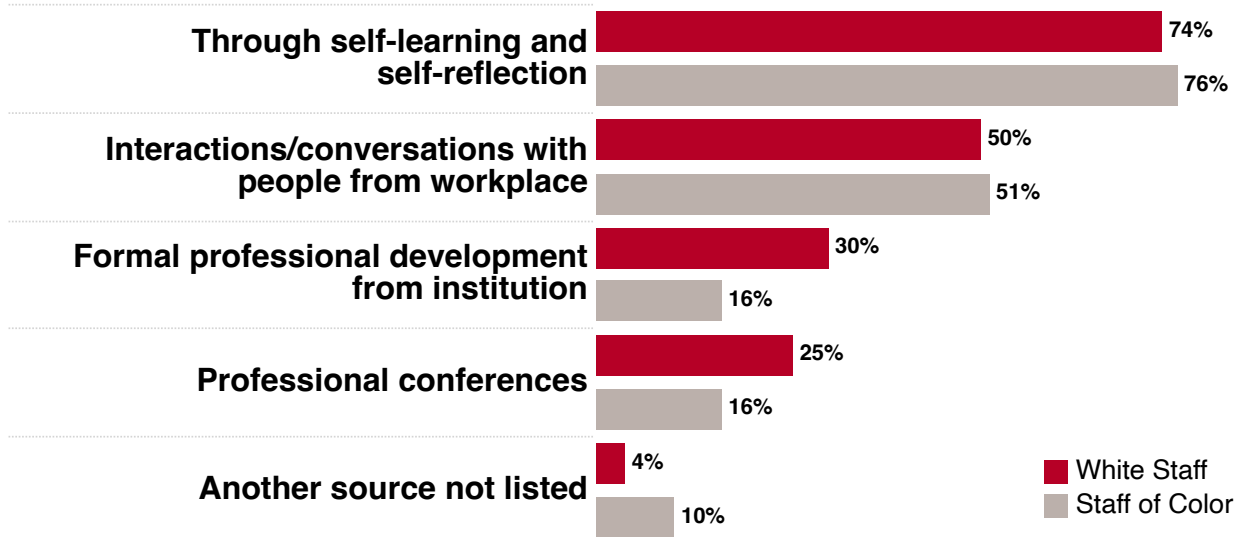 Through self-learning and
self-reflection
74%
76%
Interactions/conversations with
people from workplace
50%
51%
Formal professional development
from institution
30%
16%
Professional conferences
25%
16%
Another source not listed
4%
10%
White Staff
Staff of Color